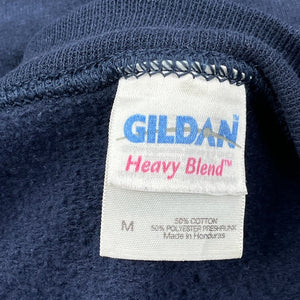 GILDAN
Heavy Blend™
M
50% COTTON
50% POLYESTER PRESHRUNK
Made in Honduras